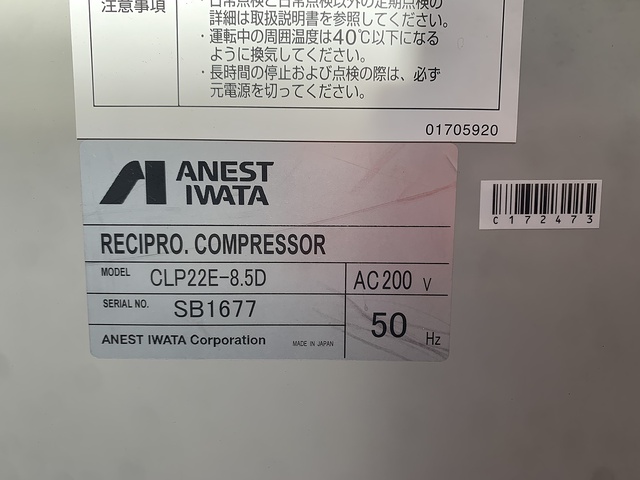 注意事項
・日常点検と日常点検以外の定期点検の
詳細は取扱説明書を参照してください。
・運転中の周囲温度は40℃以下になる
ように換気してください。
・長時間の停止および点検の際は、必ず
元電源を切ってください。
01705920
ANEST
IWATA
C172473
RECIPRO. COMPRESSOR
MODEL CLP22E-8.5D
AC200 V
SERIAL NO. SB1677
50 Hz
ANEST IWATA Corporation MADE IN JAPAN